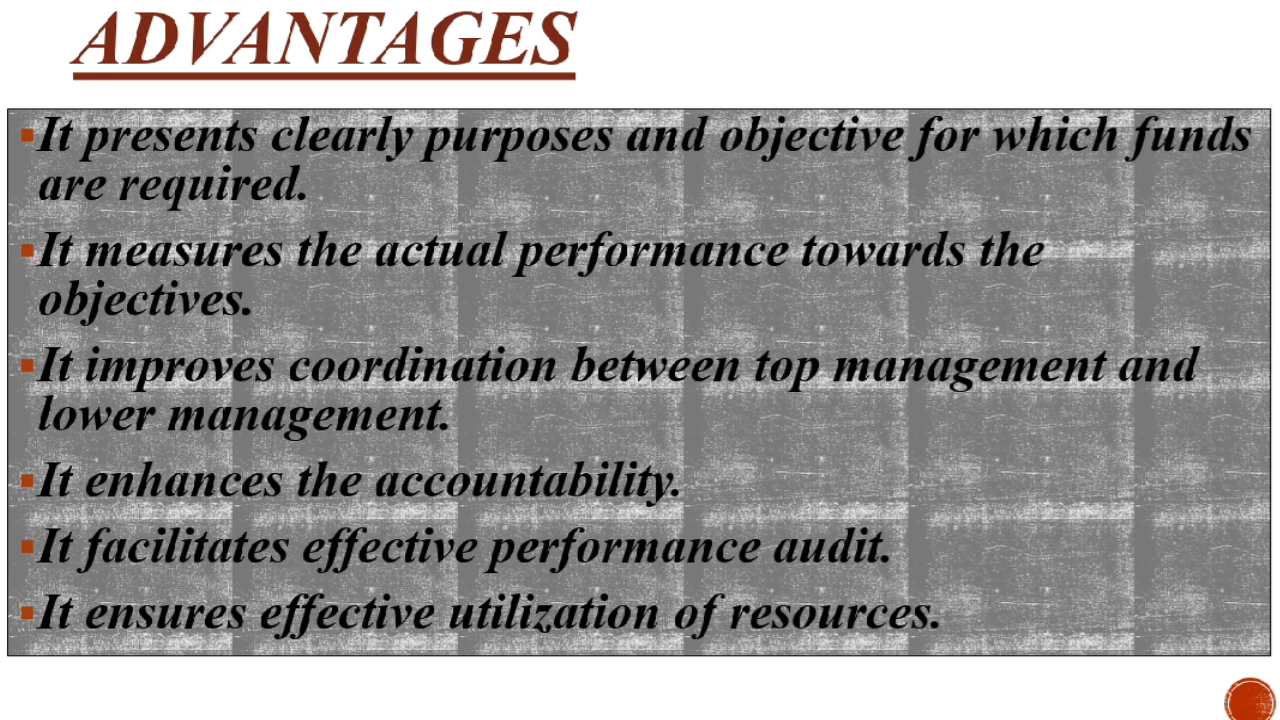 ADVANTAGES
It presents clearly purposes and objective for which funds
are required.
It measures the actual performance towards the
objectives.
It improves coordination between top management and
lower management.
It enhances the accountability.
It facilitates effective performance audit.
It ensures effective utilization of resources.